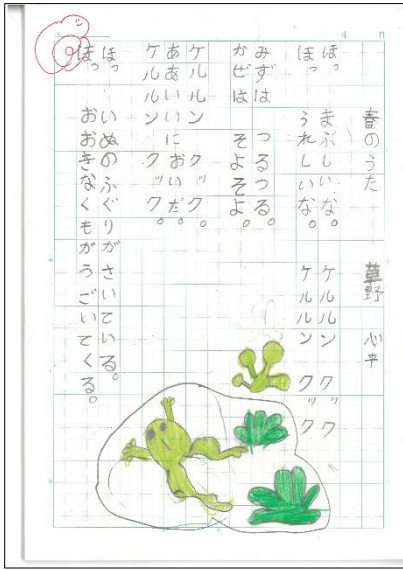 春のうた 草野 心平
ほっ まぶしいな。
ほっ うれしいな。
ケルルン クック
ケルルン クック
みずは つるつる。
かぜは そよそよ。
ケルルン クック。
ああいいにおいだ。
ケルルン クック。
ほっ いぬのふぐりがさいている。
ほっ おおきなくもがうごいてくる。